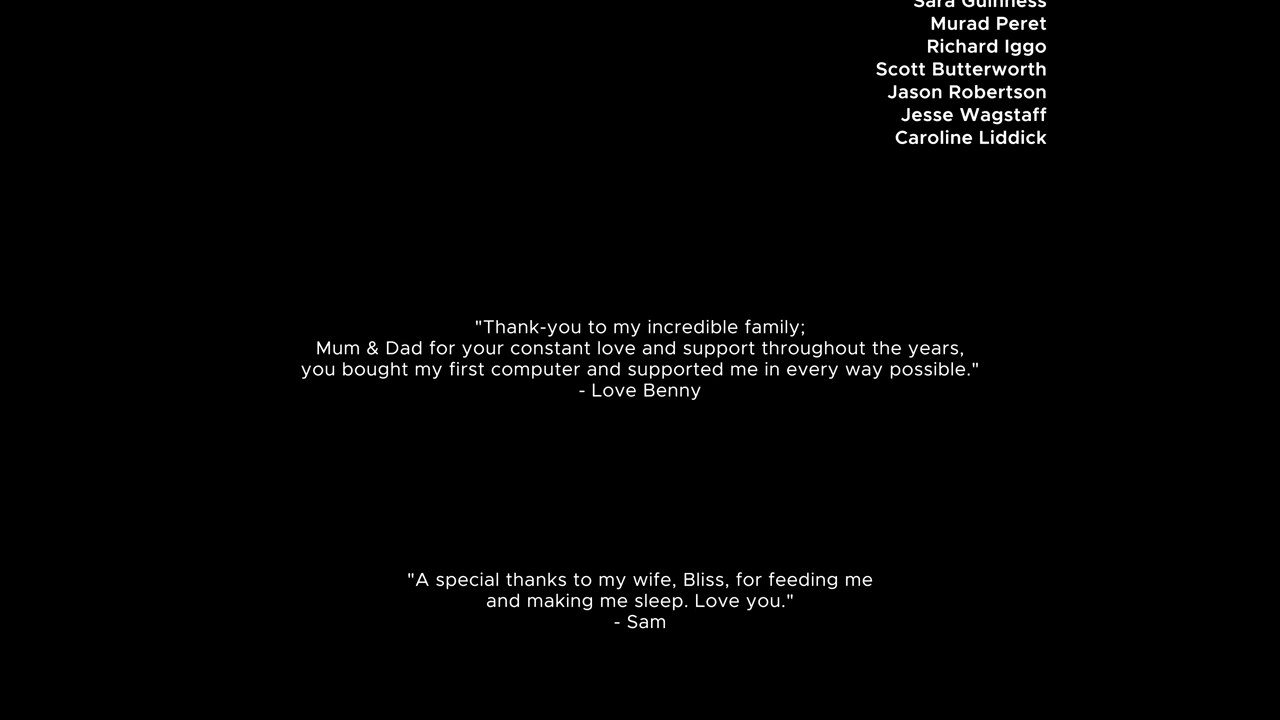 Sara Guinness
Murad Peret
Richard Iggo
Scott Butterworth
Jason Robertson
Jesse Wagstaff
Caroline Liddick
"Thank-you to my incredible family;
Mum & Dad for your constant love and support throughout the years,
you bought my first computer and supported me in every way possible."
- Love Benny
"A special thanks to my wife, Bliss, for feeding me
and making me sleep. Love you."
- Sam